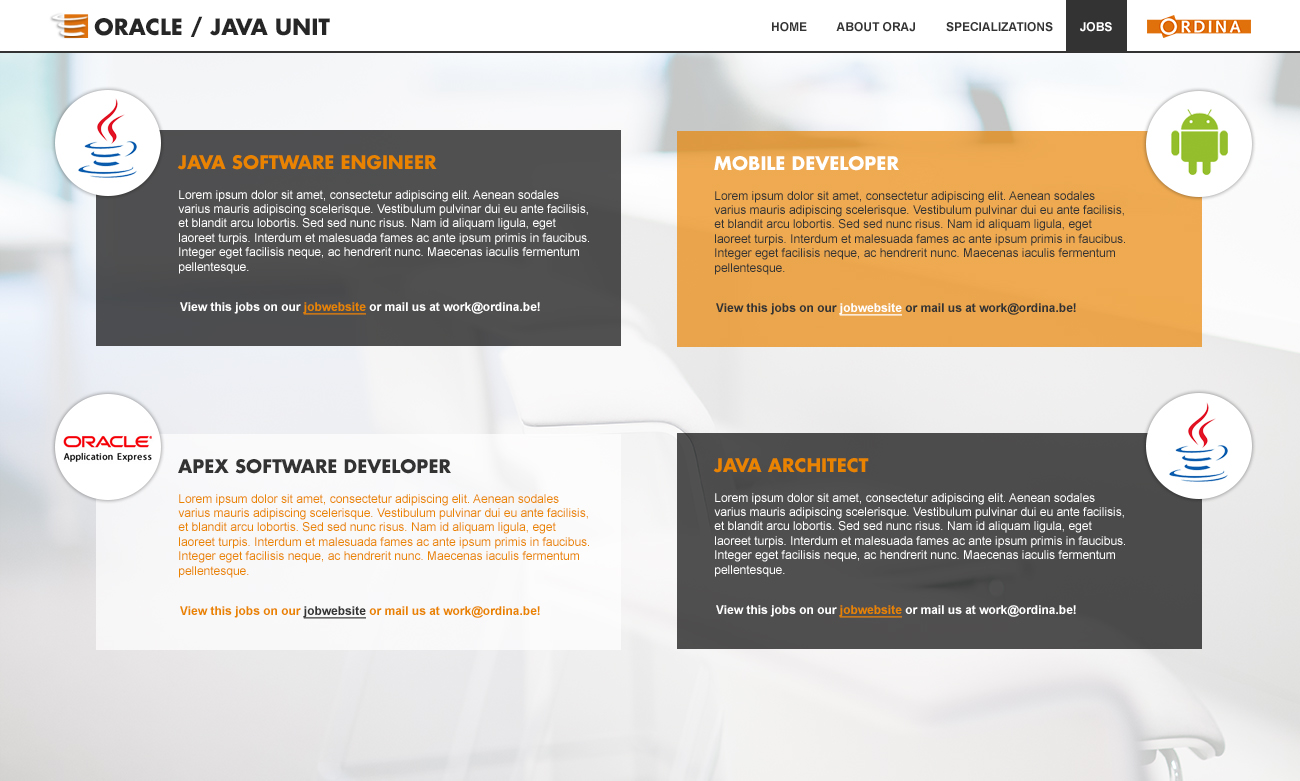 ORACLE / JAVA UNIT
HOME
ABOUT ORAJ
SPECIALIZATIONS
JOBS
ORDINA
JAVA SOFTWARE ENGINEER
Lorem ipsum dolor sit amet, consectetur adipiscing elit. Aenean sodales
varius mauris adipiscing scelerisque. Vestibulum pulvinar dui eu ante facilisis,
et blandit arcu lobortis. Sed sed nunc risus. Nam id aliquam ligula, eget
laoreet turpis. Interdum et malesuada fames ac ante ipsum primis in faucibus.
Integer eget facilisis neque, ac hendrerit nunc. Maecenas iaculis fermentum
pellentesque.
View this jobs on our jobwebsite or mail us at work@ordina.be!
MOBILE DEVELOPER
Lorem ipsum dolor sit amet, consectetur adipiscing elit. Aenean sodales
varius mauris adipiscing scelerisque. Vestibulum pulvinar dui eu ante facilisis,
et blandit arcu lobortis. Sed sed nunc risus. Nam id aliquam ligula, eget
laoreet turpis. Interdum et malesuada fames ac ante ipsum primis in faucibus.
Integer eget facilisis neque, ac hendrerit nunc. Maecenas iaculis fermentum
pellentesque.
View this jobs on our jobwebsite or mail us at work@ordina.be!
ORACLE
Application Express
APEX SOFTWARE DEVELOPER
Lorem ipsum dolor sit amet, consectetur adipiscing elit. Aenean sodales
varius mauris adipiscing scelerisque. Vestibulum pulvinar dui eu ante facilisis,
et blandit arcu lobortis. Sed sed nunc risus. Nam id aliquam ligula, eget
laoreet turpis. Interdum et malesuada fames ac ante ipsum primis in faucibus.
Integer eget facilisis neque, ac hendrerit nunc. Maecenas iaculis fermentum
pellentesque.
View this jobs on our jobwebsite or mail us at work@ordina.be!
JAVA ARCHITECT
Lorem ipsum dolor sit amet, consectetur adipiscing elit. Aenean sodales
varius mauris adipiscing scelerisque. Vestibulum pulvinar dui eu ante facilisis,
et blandit arcu lobortis. Sed sed nunc risus. Nam id aliquam ligula, eget
laoreet turpis. Interdum et malesuada fames ac ante ipsum primis in faucibus.
Integer eget facilisis neque, ac hendrerit nunc. Maecenas iaculis fermentum
pellentesque.
View this jobs on our jobwebsite or mail us at work@ordina.be!